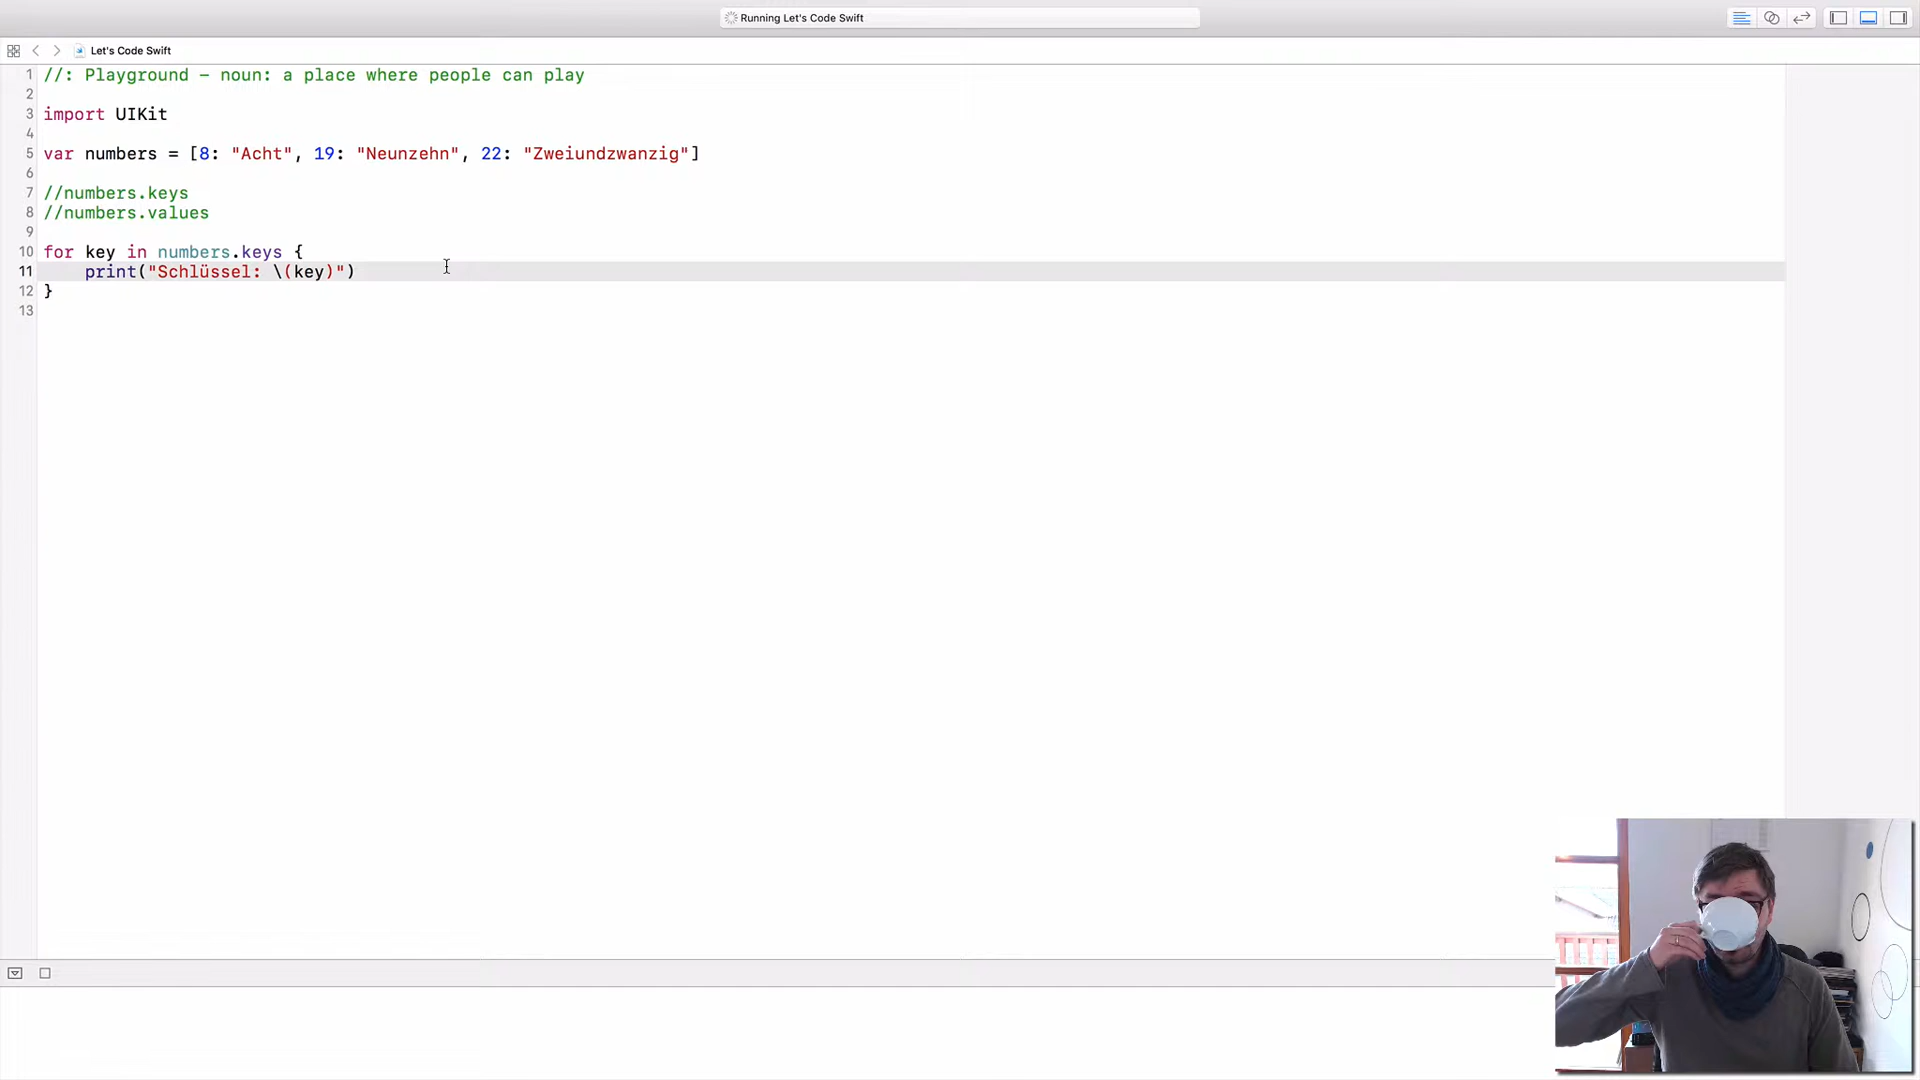 Running Let's Code Swift
Let's Code Swift
1 //: Playground – noun: a place where people can play
2
3 import UIKit
4
5 var numbers = [8: "Acht", 19: "Neunzehn", 22: "Zweiundzwanzig"]
6
7 //numbers.keys
8 //numbers.values
9
10 for key in numbers.keys {
11 print("Schlüssel: \(key)")
12 }
13